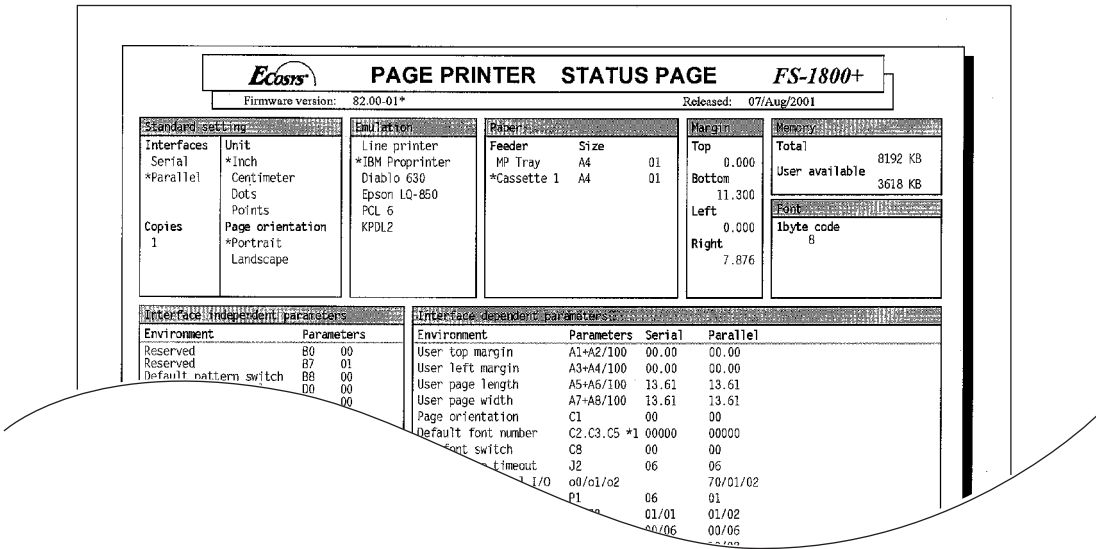 Ecosys PAGE PRINTER STATUS PAGE FS-1800+
Firmware version: 82.00-01* Released: 07/Aug/2001
Standard setting
Interfaces Unit
Serial *Inch
*Parallel Centimeter
Dots
Points
Copies Page orientation
1 *Portrait
Landscape
Emulation
Line printer
*IBM Proprinter
Diablo 630
Epson LQ-850
PCL 6
KPDL2
Paper
Feeder Size
MP Tray A4 01
*Cassette 1 A4 01
Margin
Top
0.000
Bottom
11.300
Left
0.000
Right
7.876
Memory
Total
8192 KB
User available
3618 KB
Font
1byte code
8
Interface independent parameters
Environment Parameters
Reserved B0 00
Reserved B7 01
Default pattern switch B8 00
D0 00
00
Interface dependent parameters
Environment Parameters Serial Parallel
User top margin A1+A2/100 00.00 00.00
User left margin A3+A4/100 00.00 00.00
User page length A5+A6/100 13.61 13.61
User page width A7+A8/100 13.61 13.61
Page orientation C1 00 00
Default font number C2.C3.C5 *1 00000 00000
font switch C8 00 00
timeout J2 06 06
I/O o0/o1/o2 70/01/02
P1 06 01
01/01 01/02
00/06 00/06